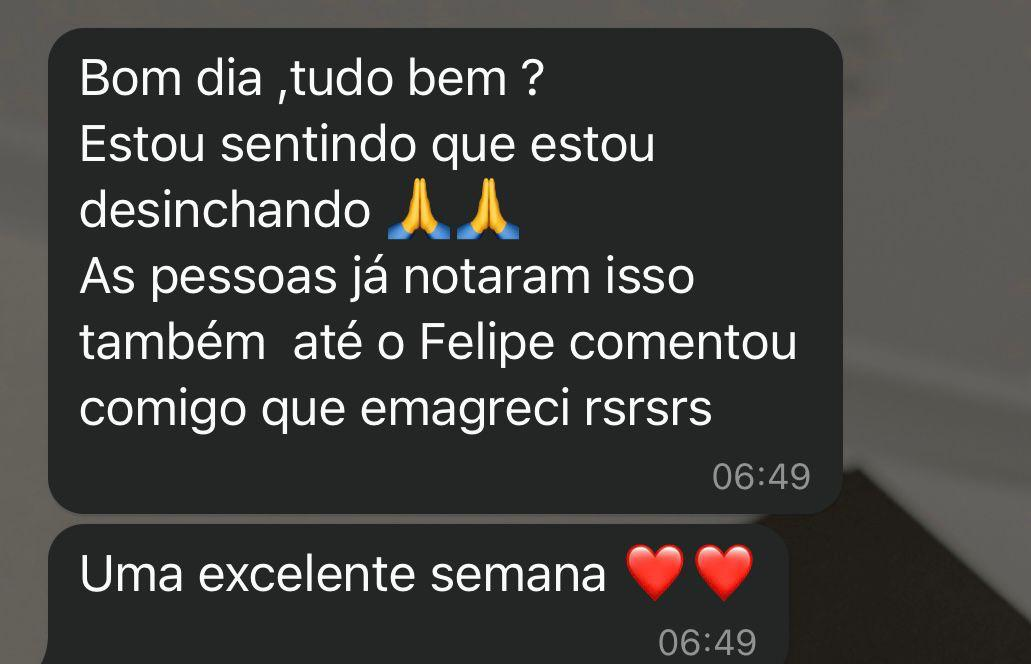 Bom dia ,tudo bem ?
Estou sentindo que estou
desinchando 🙏🙏
As pessoas já notaram isso
também  até o Felipe comentou
comigo que emagreci rsrsrs
06:49
Uma excelente semana ❤️❤️
06:49